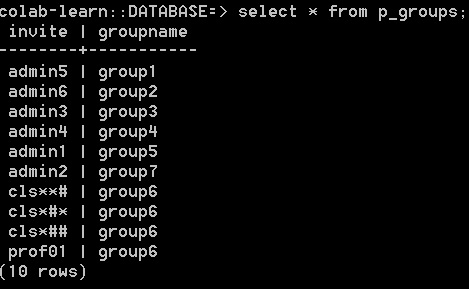 colab-learn::DATABASE=> select * from p_groups;
invite | groupname
--------+-----------
admin5 | group1
admin6 | group2
admin3 | group3
admin4 | group4
admin1 | group5
admin2 | group7
cls**# | group6
cls*#* | group6
cls*## | group6
prof01 | group6
(10 rows)